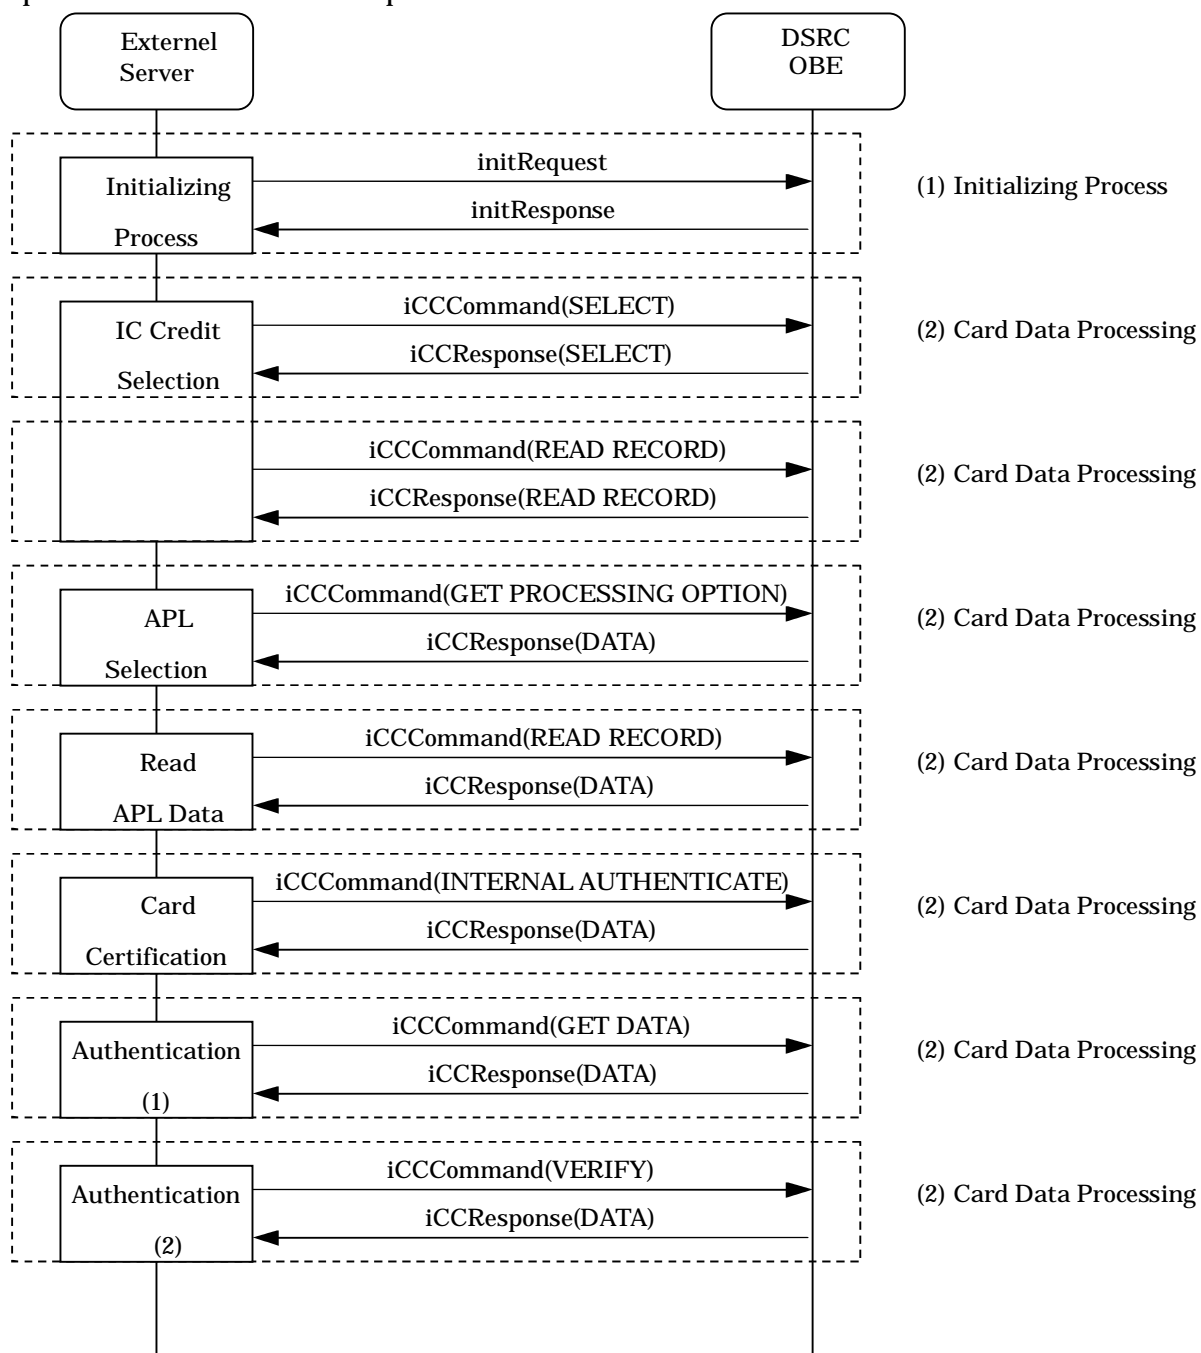 Externel
Server
DSRC
OBE
initRequest
Initializing
Process
initResponse
(1) Initializing Process
iCCCommand(SELECT)
IC Credit
Selection
iCCResponse(SELECT)
(2) Card Data Processing
iCCCommand(READ RECORD)
iCCResponse(READ RECORD)
(2) Card Data Processing
iCCCommand(GET PROCESSING OPTION)
APL
Selection
iCCResponse(DATA)
(2) Card Data Processing
iCCCommand(READ RECORD)
Read
APL Data
iCCResponse(DATA)
(2) Card Data Processing
iCCCommand(INTERNAL AUTHENTICATE)
Card
Certification
iCCResponse(DATA)
(2) Card Data Processing
iCCCommand(GET DATA)
Authentication
(1)
iCCResponse(DATA)
(2) Card Data Processing
iCCCommand(VERIFY)
Authentication
(2)
iCCResponse(DATA)
(2) Card Data Processing